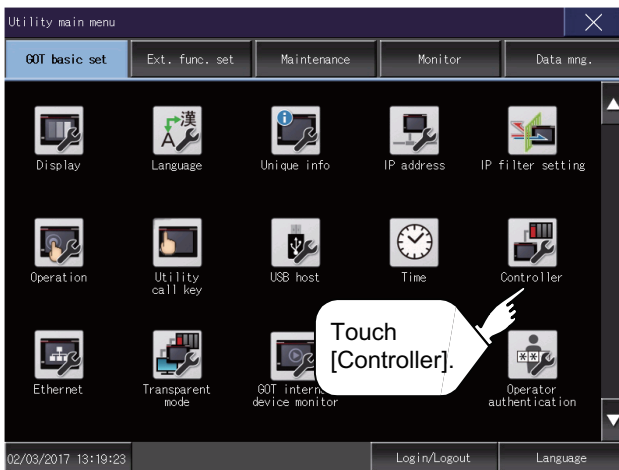 Utility main menu
GOT basic set
Ext. func. set
Maintenance
Monitor
Data mng.
漢
A
Display
Language
Unique info
IP address
IP filter setting
Operation
Utility
call key
USB host
Time
Controller
Touch
[Controller].
**
Ethernet
Transparent
mode
GOT intern
device monitor
Operator
authentication
02/03/2017 13:19:23
Login/Logout
Language